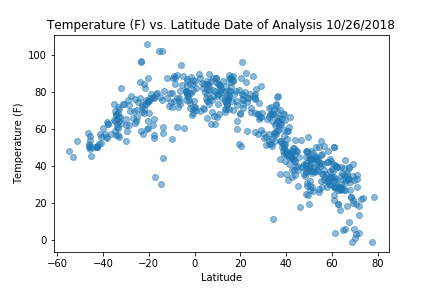 Temperature (F) vs. Latitude Date of Analysis 10/26/2018
100
80
60
40
20
0
Temperature (F)
−60 −40 −20 0 20 40 60 80
Latitude